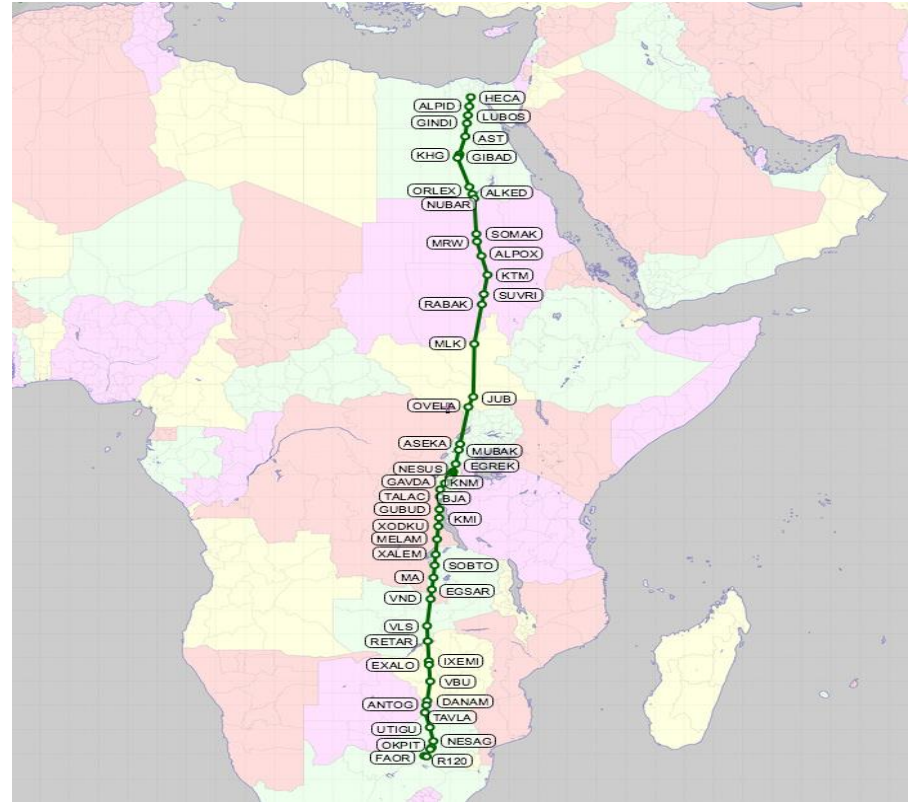 HECA
ALPID
LUBOS
GINDI
AST
KHG
GIBAD
ORLEX
ALKED
NUBAR
SOMAK
MRW
ALPOX
KTM
SUVRI
RABAK
MLK
JUB
OVELA
ASEKA
MUBAK
EGREK
NESUS
GAVDA
KNM
TALAC
BJA
GUBUD
KMI
XODKU
MELAM
XALEM
SOBTO
MA
EGSAR
VND
VLS
RETAR
IXEMI
EXALO
VBU
DANAM
ANTOG
TAVLA
UTIGU
NESAG
OKPIT
FAOR
R120